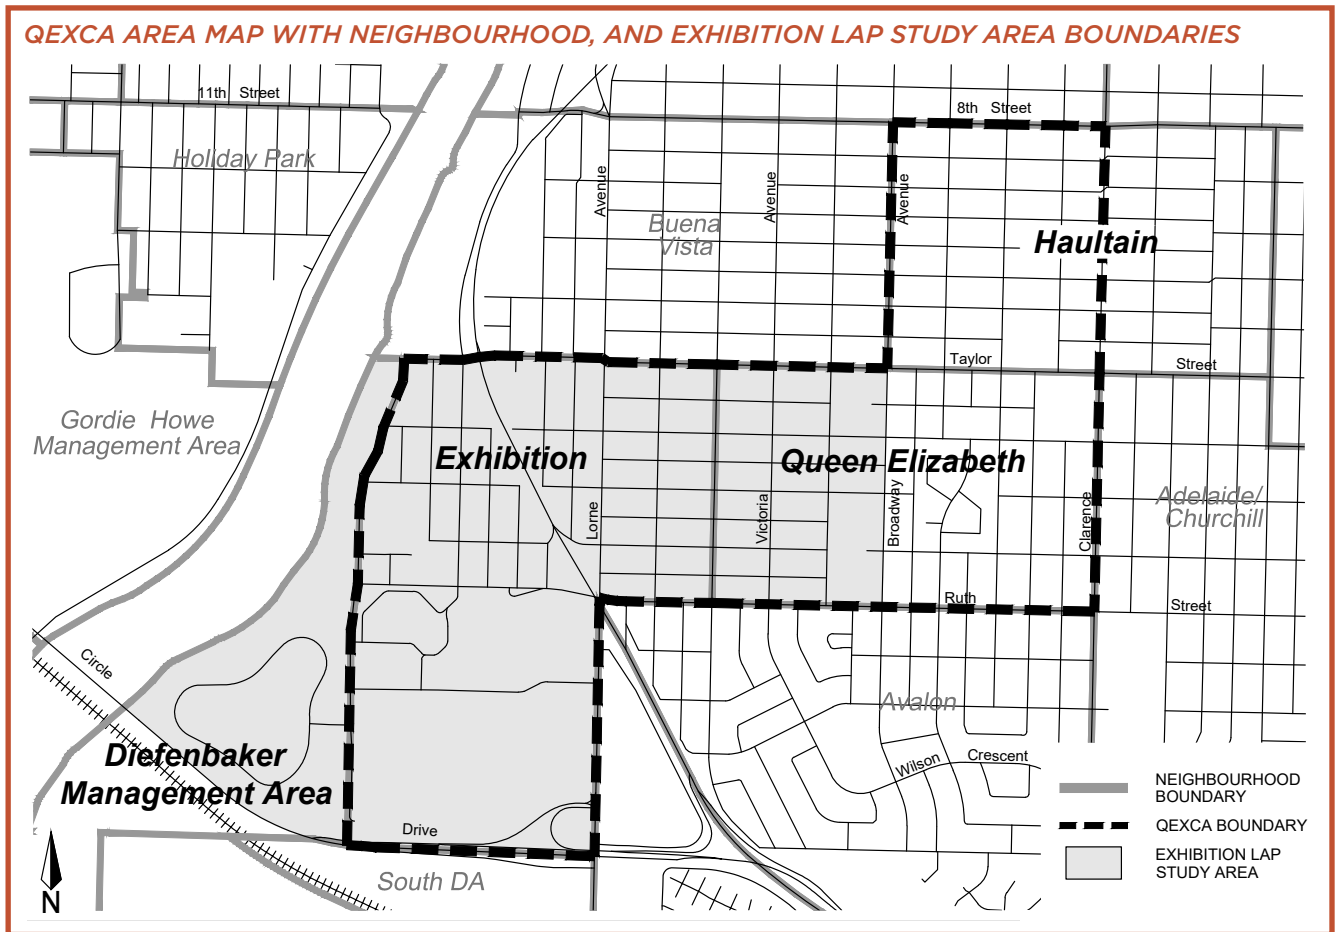 QEXCA AREA MAP WITH NEIGHBOURHOOD, AND EXHIBITION LAP STUDY AREA BOUNDARIES
11th Street
8th Street
Holiday Park
Avenue
Avenue
Avenue
Buena
Vista
Haultain
Taylor
Street
Gordie Howe
Management Area
Exhibition
Queen Elizabeth
Lorne
Victoria
Broadway
Clarence
Adelaide/
Churchill
Ruth
Street
Circle
Avalon
Diefenbaker
Management Area
Wilson
Crescent
Drive
South DA
N
NEIGHBOURHOOD
BOUNDARY
QEXCA BOUNDARY
EXHIBITION LAP
STUDY AREA